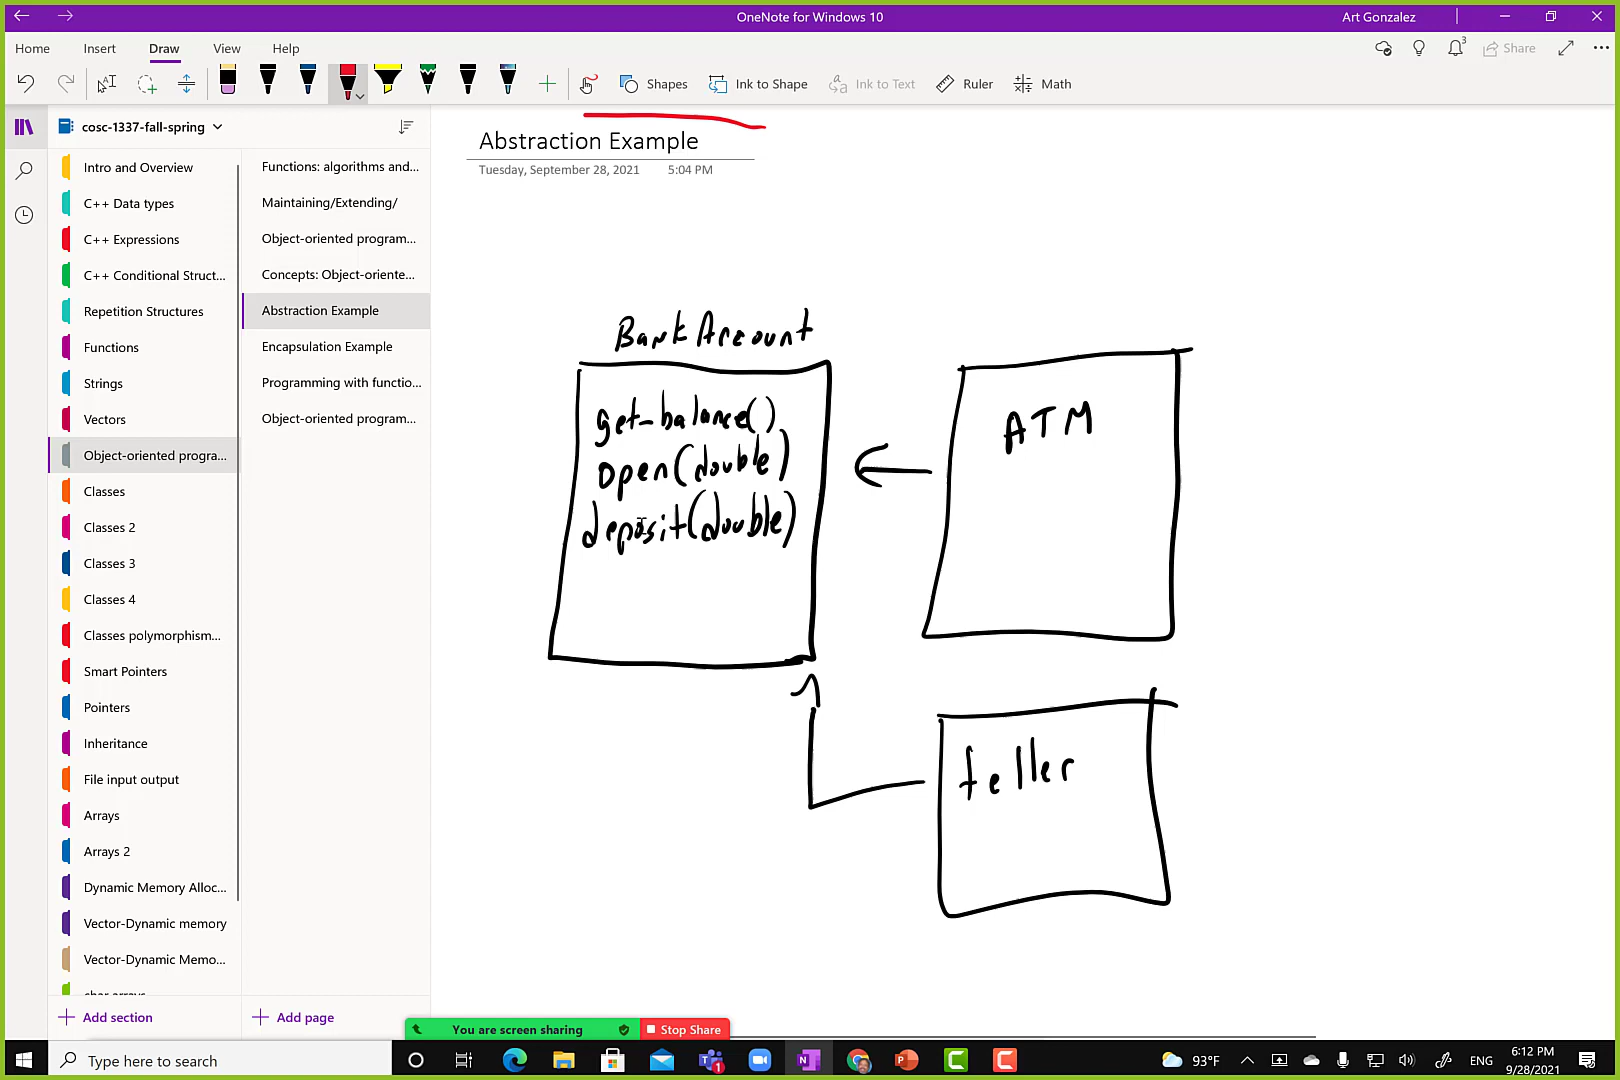 OneNote for Windows 10
Art Gonzalez
Home Insert Draw View Help
3
Share
Shapes
Ink to Shape
Ink to Text
Ruler
Math
cosc-1337-fall-spring
Intro and Overview
C++ Data types
C++ Expressions
C++ Conditional Struct...
Repetition Structures
Functions
Strings
Vectors
Object-oriented progra...
Classes
Classes 2
Classes 3
Classes 4
Classes polymorphism...
Smart Pointers
Pointers
Inheritance
File input output
Arrays
Arrays 2
Dynamic Memory Alloc...
Vector-Dynamic memory
Vector-Dynamic Memo...
Add section
Functions: algorithms and...
Maintaining/Extending/
Object-oriented program...
Concepts: Object-oriente...
Abstraction Example
Encapsulation Example
Programming with functio...
Object-oriented program...
Add page
Abstraction Example
Tuesday, September 28, 2021 5:04 PM
BankAccount
get_balance()
open(double)
deposit(double)
ATM
teller
You are screen sharing
Stop Share
Type here to search
1
93°F
ENG
6:12 PM
9/28/2021